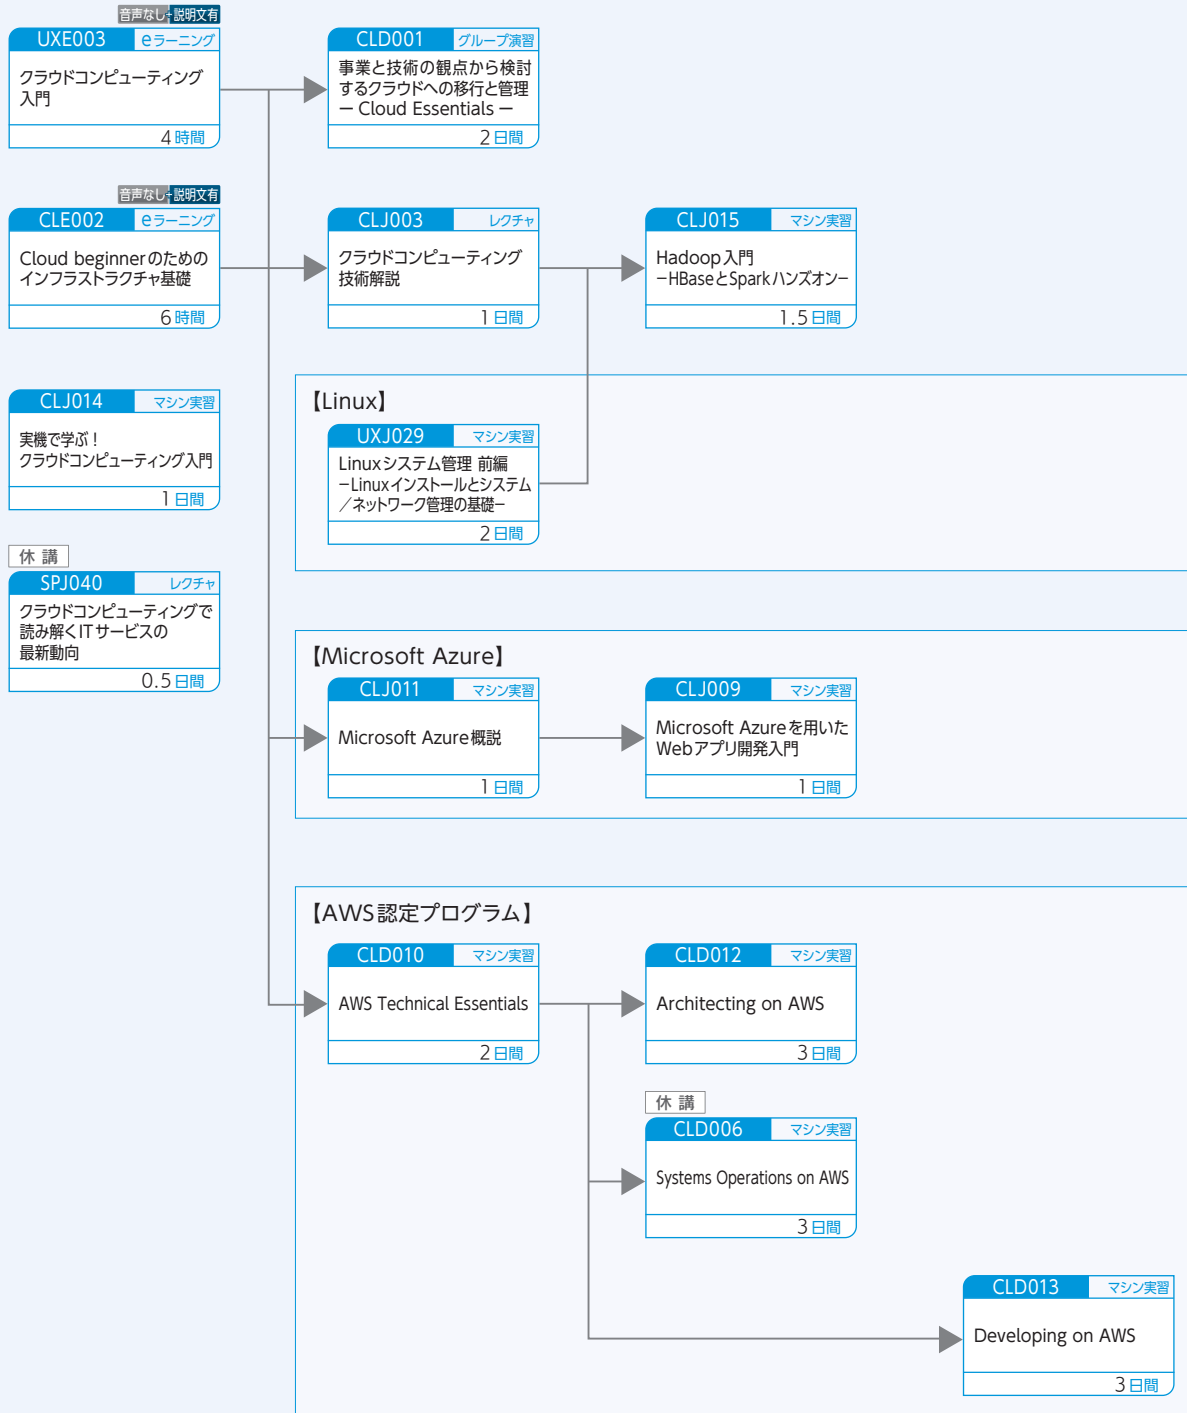 音声なし+説明文有
UXE003 eラーニング
クラウドコンピューティング
入門
4時間
CLD001 グループ演習
事業と技術の観点から検討
するクラウドへの移行と管理
ー Cloud Essentials ー
2日間
音声なし+説明文有
CLE002 eラーニング
Cloud beginnerのための
インフラストラクチャ基礎
6時間
CLJ003 レクチャ
クラウドコンピューティング
技術解説
1日間
CLJ015 マシン実習
Hadoop入門
−HBaseとSparkハンズオン−
1.5日間
CLJ014 マシン実習
実機で学ぶ！
クラウドコンピューティング入門
1日間
【Linux】
UXJ029 マシン実習
Linuxシステム管理 前編
−Linuxインストールとシステム
／ネットワーク管理の基礎−
2日間
休 講
SPJ040 レクチャ
クラウドコンピューティングで
読み解くITサービスの
最新動向
0.5日間
【Microsoft Azure】
CLJ011 マシン実習
Microsoft Azure概説
1日間
CLJ009 マシン実習
Microsoft Azureを用いた
Webアプリ開発入門
1日間
【AWS認定プログラム】
CLD010 マシン実習
AWS Technical Essentials
2日間
CLD012 マシン実習
Architecting on AWS
3日間
休 講
CLD006 マシン実習
Systems Operations on AWS
3日間
CLD013 マシン実習
Developing on AWS
3日間